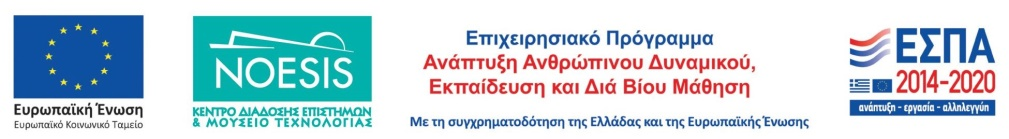 Ευρωπαϊκή Ένωση
Ευρωπαϊκό Κοινωνικό Ταμείο
NOESIS
ΚΕΝΤΡΟ ΔΙΑΔΟΣΗΣ ΕΠΙΣΤΗΜΩΝ
& ΜΟΥΣΕΙΟ ΤΕΧΝΟΛΟΓΙΑΣ
Επιχειρησιακό Πρόγραμμα
Ανάπτυξη Ανθρώπινου Δυναμικού,
Εκπαίδευση και Διά Βίου Μάθηση
Με τη συγχρηματοδότηση της Ελλάδας και της Ευρωπαϊκής Ένωσης
ΕΣΠΑ
2014-2020
ανάπτυξη - εργασία - αλληλεγγύη